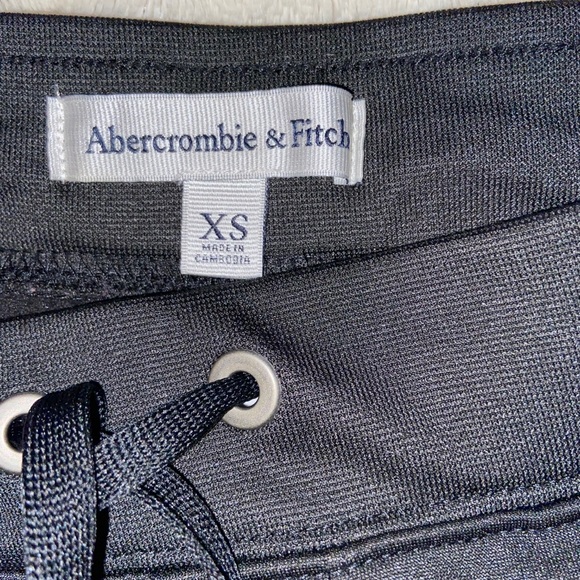 Abercrombie & Fitch
XS
MADE IN
CAMBODIA